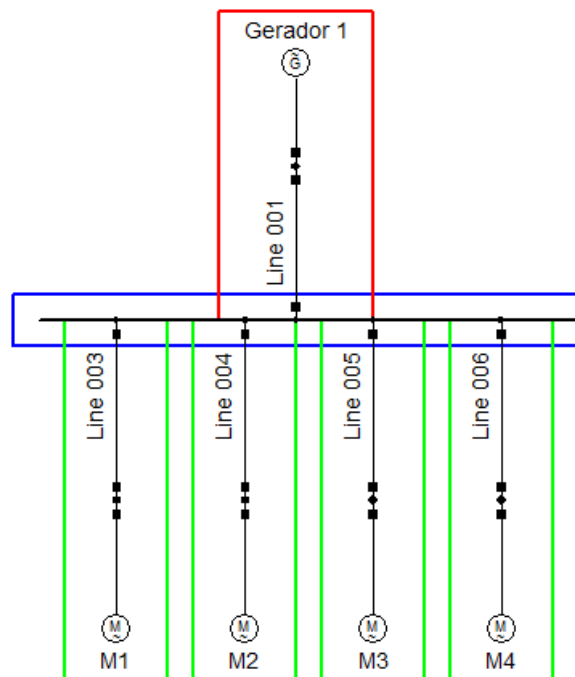 Gerador 1
G
Line 001
Line 003
Line 004
Line 005
Line 006
M
M
M
M
M1
M2
M3
M4